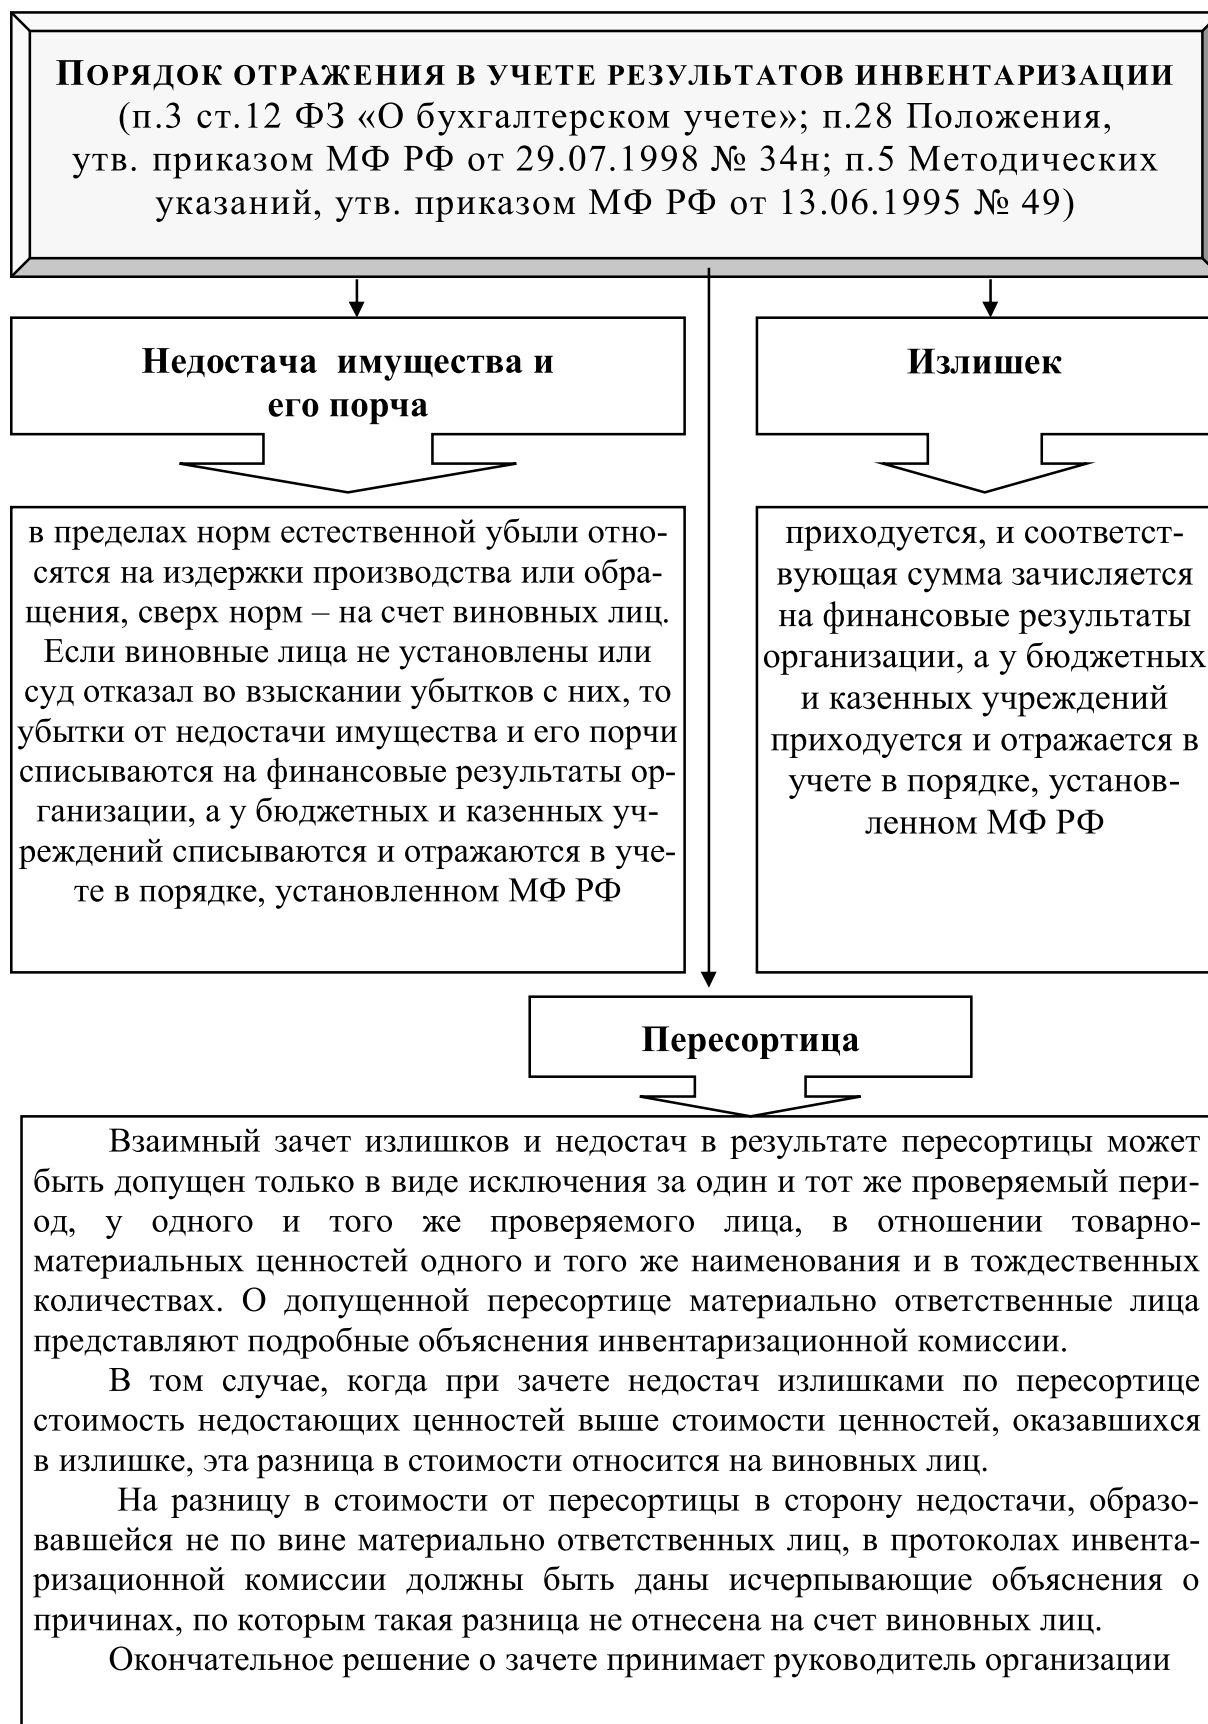 ПОРЯДОК ОТРАЖЕНИЯ В УЧЕТЕ РЕЗУЛЬТАТОВ ИНВЕНТАРИЗАЦИИ
(п.3 ст.12 ФЗ «О бухгалтерском учете»; п.28 Положения,
утв. приказом МФ РФ от 29.07.1998 № 34н; п.5 Методических
указаний, утв. приказом МФ РФ от 13.06.1995 № 49)
Недостача имущества и
его порча
в пределах норм естественной убыли отно-
сятся на издержки производства или обра-
щения, сверх норм – на счет виновных лиц.
Если виновные лица не установлены или
суд отказал во взыскании убытков с них, то
убытки от недостачи имущества и его порчи
списываются на финансовые результаты ор-
ганизации, а у бюджетных и казенных уч-
реждений списываются и отражаются в уче-
те в порядке, установленном МФ РФ
Излишек
приходуется, и соответст-
вующая сумма зачисляется
на финансовые результаты
организации, а у бюджетных
и казенных учреждений
приходуется и отражается в
учете в порядке, установ-
ленном МФ РФ
Пересортица
Взаимный зачет излишков и недостач в результате пересортицы может
быть допущен только в виде исключения за один и тот же проверяемый пери-
од, у одного и того же проверяемого лица, в отношении товарно-
материальных ценностей одного и того же наименования и в тождественных
количествах. О допущенной пересортице материально ответственные лица
представляют подробные объяснения инвентаризационной комиссии.
В том случае, когда при зачете недостач излишками по пересортице
стоимость недостающих ценностей выше стоимости ценностей, оказавшихся
в излишке, эта разница в стоимости относится на виновных лиц.
На разницу в стоимости от пересортицы в сторону недостачи, образо-
вавшейся не по вине материально ответственных лиц, в протоколах инвента-
ризационной комиссии должны быть даны исчерпывающие объяснения о
причинах, по которым такая разница не отнесена на счет виновных лиц.
Окончательное решение о зачете принимает руководитель организации